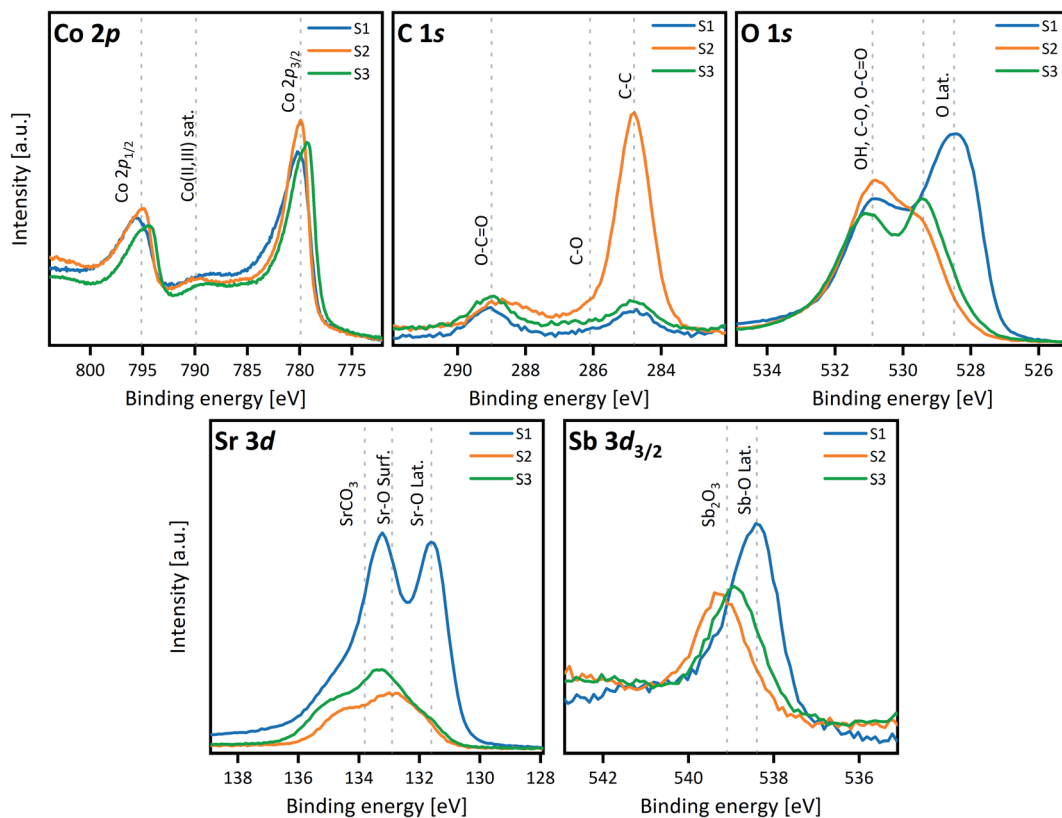 Co 2p
S1
S2
S3
Co 2p1/2
Co(II,III) sat.
Co 2p3/2
Intensity [a.u.]
800
795
790
785
780
775
Binding energy [eV]
C 1s
S1
S2
S3
O-C=O
C-O
C-C
290
288
286
284
Binding energy [eV]
O 1s
S1
S2
S3
OH, C-O, O-C=O
O Lat.
534
532
530
528
526
Binding energy [eV]
Sr 3d
S1
S2
S3
SrCO3
Sr-O Surf.
Sr-O Lat.
Intensity [a.u.]
138
136
134
132
130
128
Binding energy [eV]
Sb 3d3/2
S1
S2
S3
Sb2O3
Sb-O Lat.
542
540
538
536
Binding energy [eV]